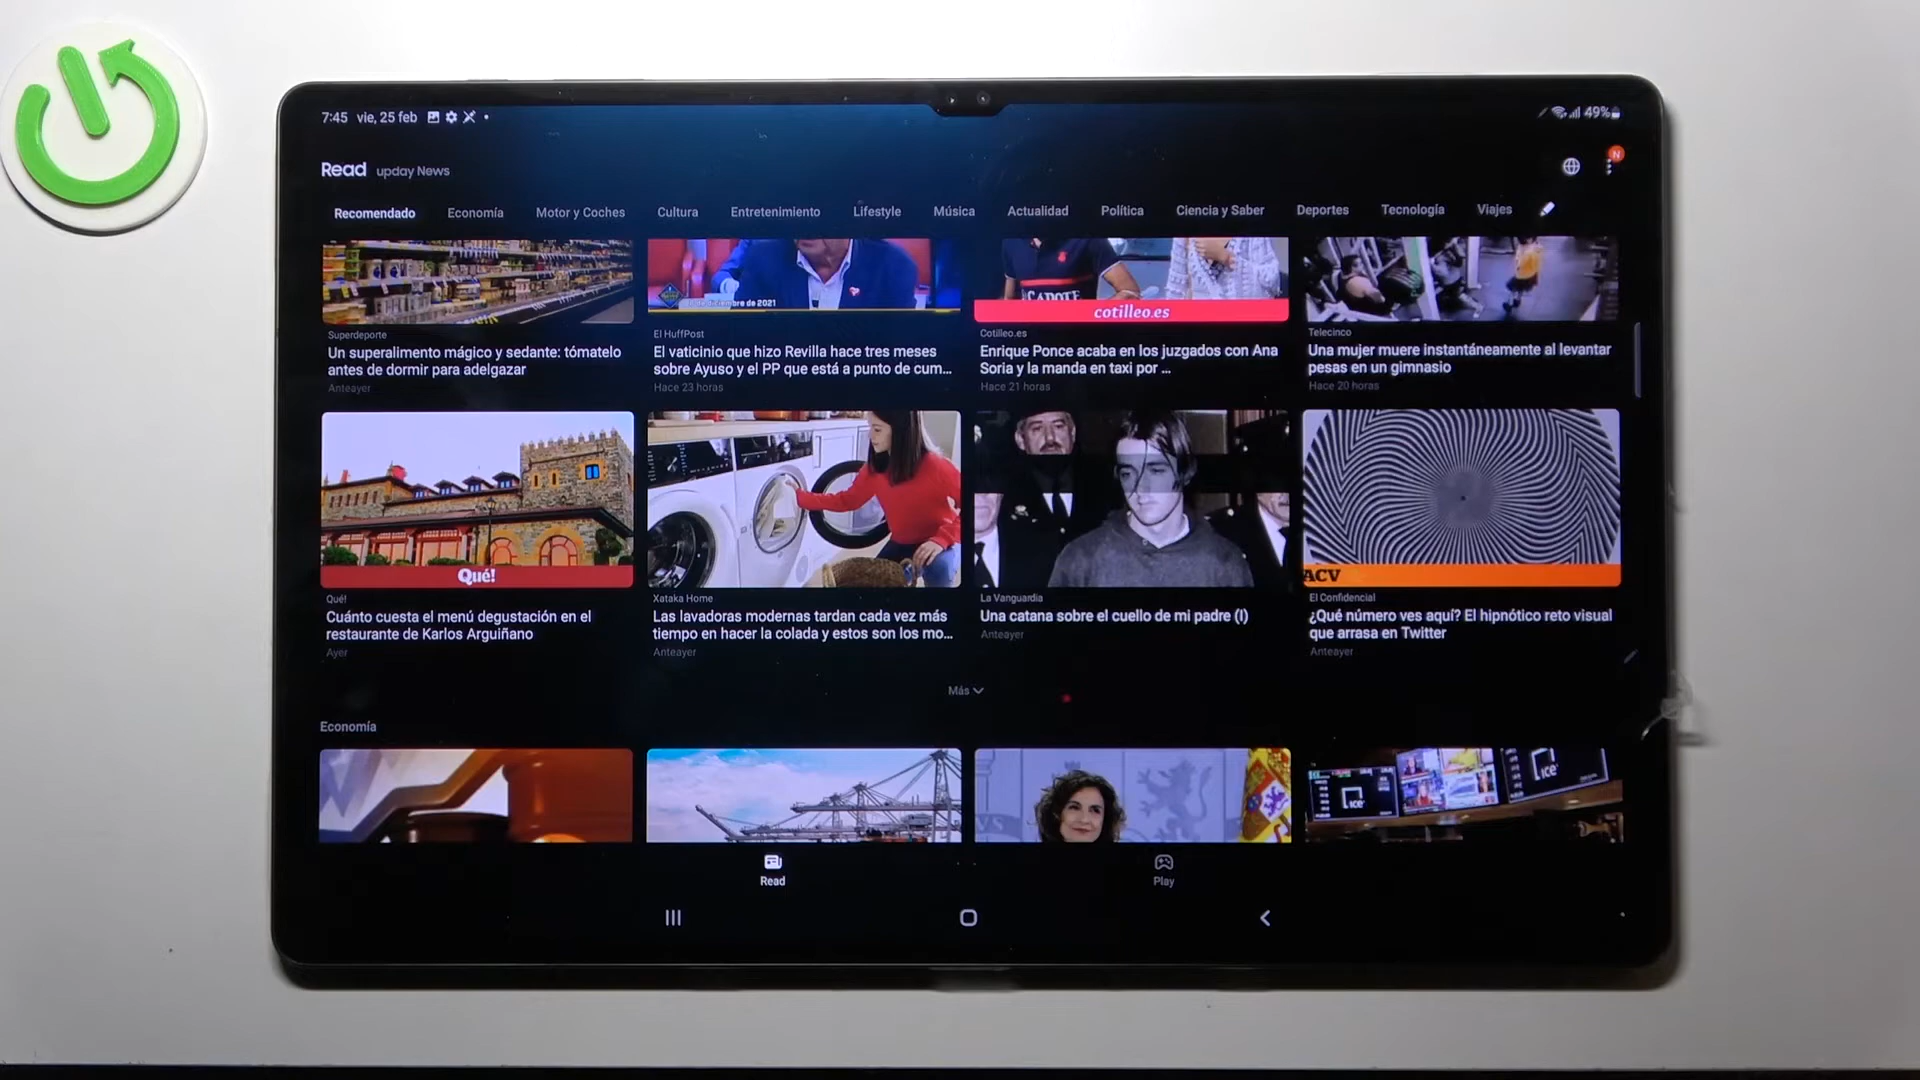 7:45 vie, 25 feb
49%
Read upday News
N
Recomendado Economía Motor y Coches Cultura Entretenimiento Lifestyle Música Actualidad Política Ciencia y Saber Deportes Tecnología Viajes
de diciembre de 2021
CAPOTE
cotilleo.es
Superdeporte
Un superalimento mágico y sedante: tómatelo
antes de dormir para adelgazar
Anteayer
El HuffPost
El vaticinio que hizo Revilla hace tres meses
sobre Ayuso y el PP que está a punto de cum...
Hace 23 horas
Cotilleo.es
Enrique Ponce acaba en los juzgados con Ana
Soria y la manda en taxi por ...
Hace 21 horas
Telecinco
Una mujer muere instantáneamente al levantar
pesas en un gimnasio
Hace 20 horas
Qué!
Qué!
Cuánto cuesta el menú degustación en el
restaurante de Karlos Arguiñano
Ayer
Xataka Home
Las lavadoras modernas tardan cada vez más
tiempo en hacer la colada y estos son los mo...
Anteayer
La Vanguardia
Una catana sobre el cuello de mi padre (I)
Anteayer
ACV
El Confidencial
¿Qué número ves aquí? El hipnótico reto visual
que arrasa en Twitter
Anteayer
Más
Economía
ice
ice
Read
Play